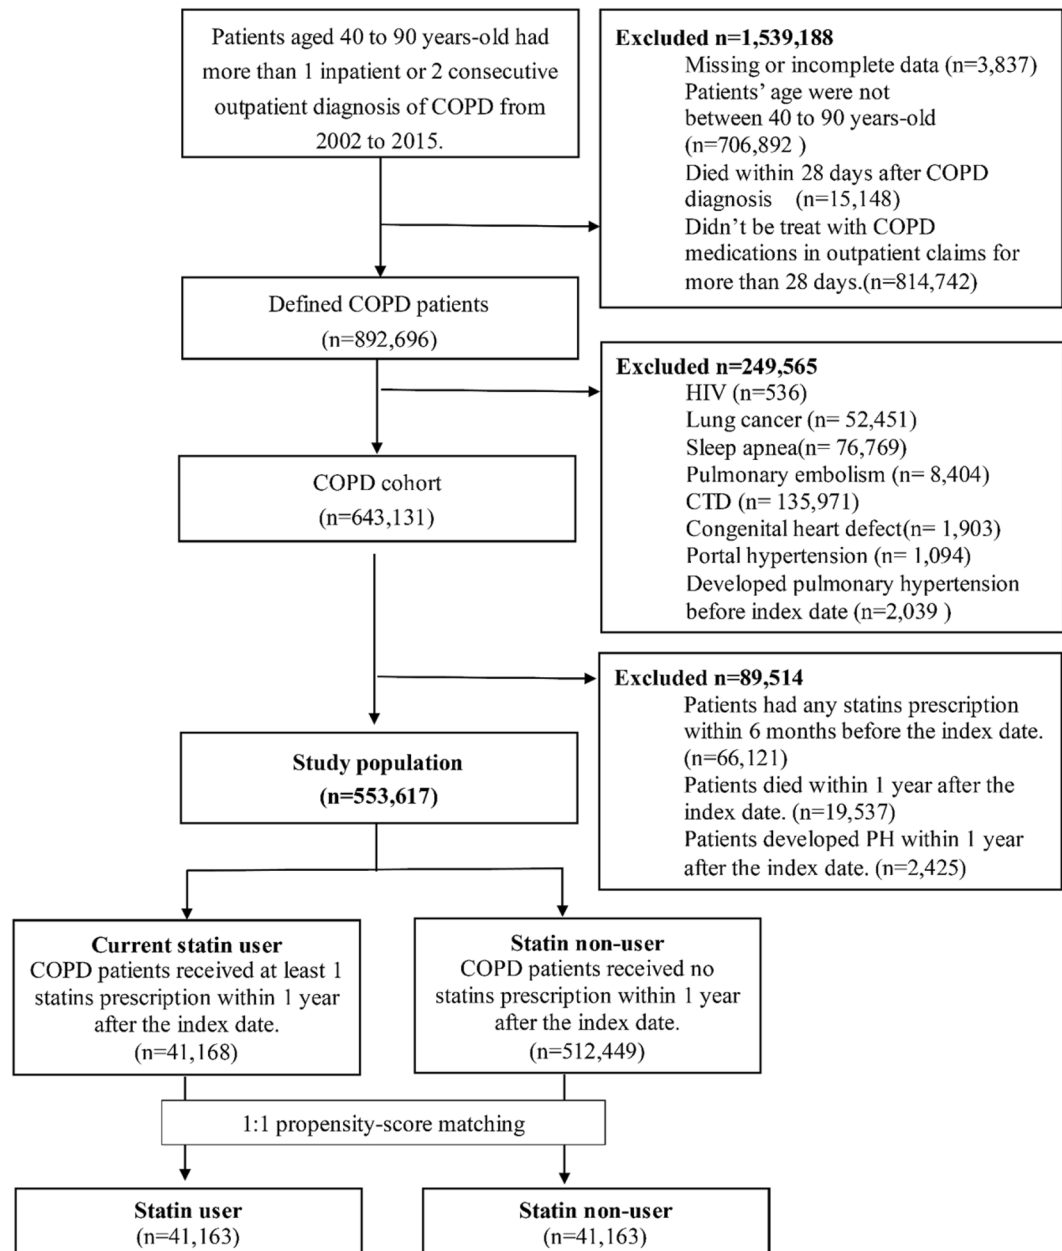 Patients aged 40 to 90 years-old had
more than 1 inpatient or 2 consecutive
outpatient diagnosis of COPD from
2002 to 2015.
Excluded n=1,539,188
Missing or incomplete data (n=3,837)
Patients' age were not
between 40 to 90 years-old
(n=706,892 )
Died within 28 days after COPD
diagnosis (n=15,148)
Didn't be treat with COPD
medications in outpatient claims for
more than 28 days.(n=814,742)
Defined COPD patients
(n=892,696)
Excluded n=249,565
HIV (n=536)
Lung cancer (n= 52,451)
Sleep apnea(n= 76,769)
Pulmonary embolism (n= 8,404)
CTD (n= 135,971)
Congenital heart defect(n= 1,903)
Portal hypertension (n= 1,094)
Developed pulmonary hypertension
before index date (n=2,039 )
COPD cohort
(n=643,131)
Excluded n=89,514
Patients had any statins prescription
within 6 months before the index date.
(n=66,121)
Patients died within 1 year after the
index date. (n=19,537)
Patients developed PH within 1 year
after the index date. (n=2,425)
Study population
(n=553,617)
Current statin user
COPD patients received at least 1
statins prescription within 1 year
after the index date.
(n=41,168)
Statin non-user
COPD patients received no
statins prescription within 1 year
after the index date.
(n=512,449)
1:1 propensity-score matching
Statin user
(n=41,163)
Statin non-user
(n=41,163)